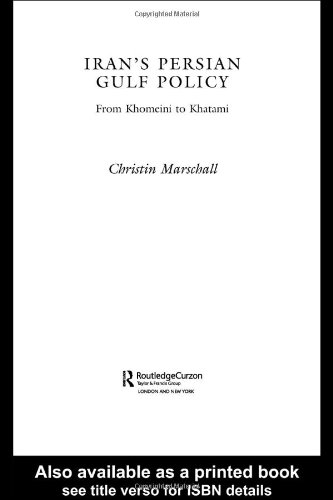 Copyrighted Material
IRAN'S PERSIAN
GULF POLICY
From Khomeini to Khatami
Christin Marschall
RoutledgeCurzon
Taylor & Francis Group
LONDON AND NEW YORK
Copyrighted Material
Also available as a printed book
see title verso for ISBN details